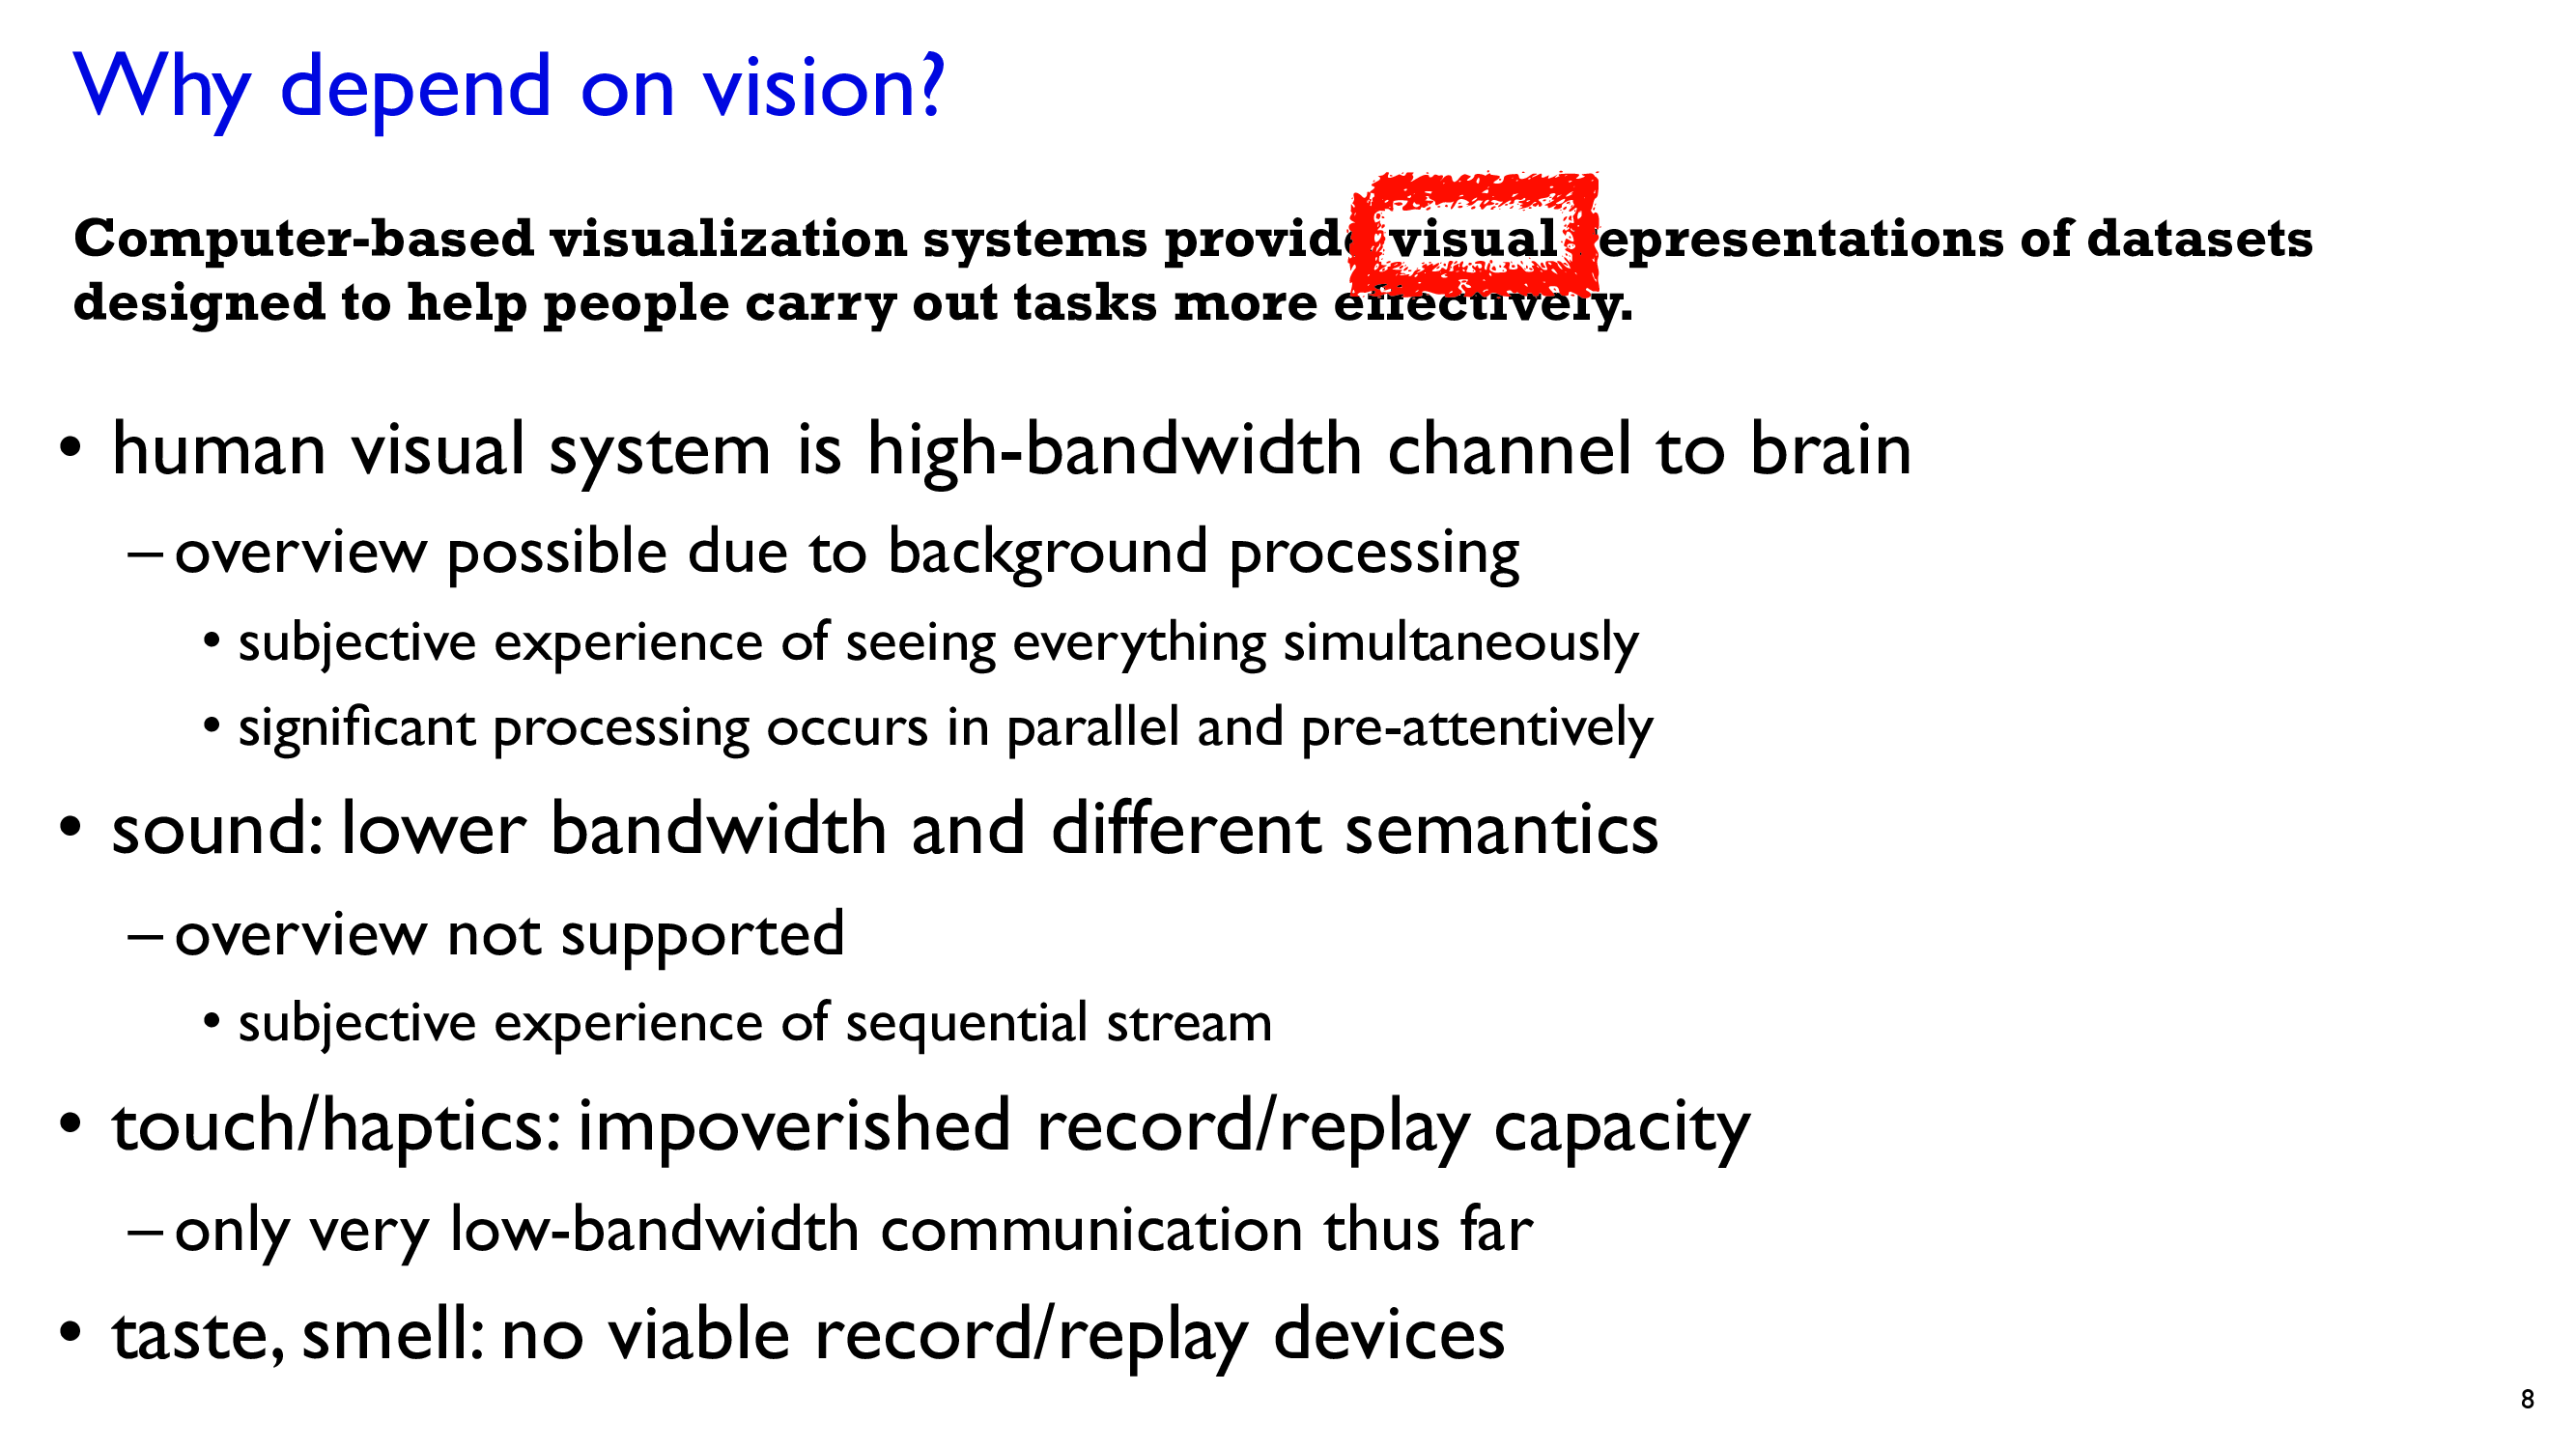 Why depend on vision?
Computer-based visualization systems provide visual representations of datasets
designed to help people carry out tasks more effectively.
• human visual system is high-bandwidth channel to brain
– overview possible due to background processing
• subjective experience of seeing everything simultaneously
• significant processing occurs in parallel and pre-attentively
• sound: lower bandwidth and different semantics
– overview not supported
• subjective experience of sequential stream
• touch/haptics: impoverished record/replay capacity
– only very low-bandwidth communication thus far
• taste, smell: no viable record/replay devices
8